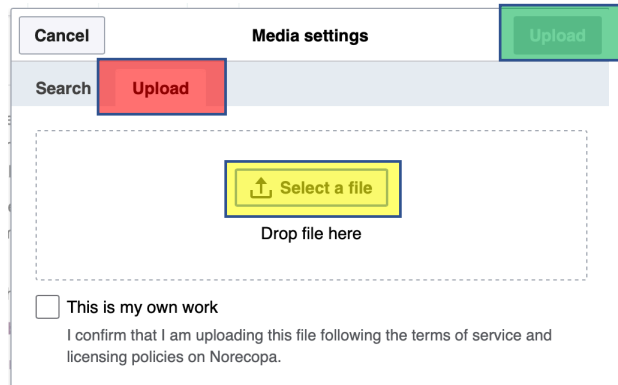 Cancel Media settings Upload
Search Upload
Select a file
Drop file here
This is my own work
I confirm that I am uploading this file following the terms of service and
licensing policies on Norecopa.